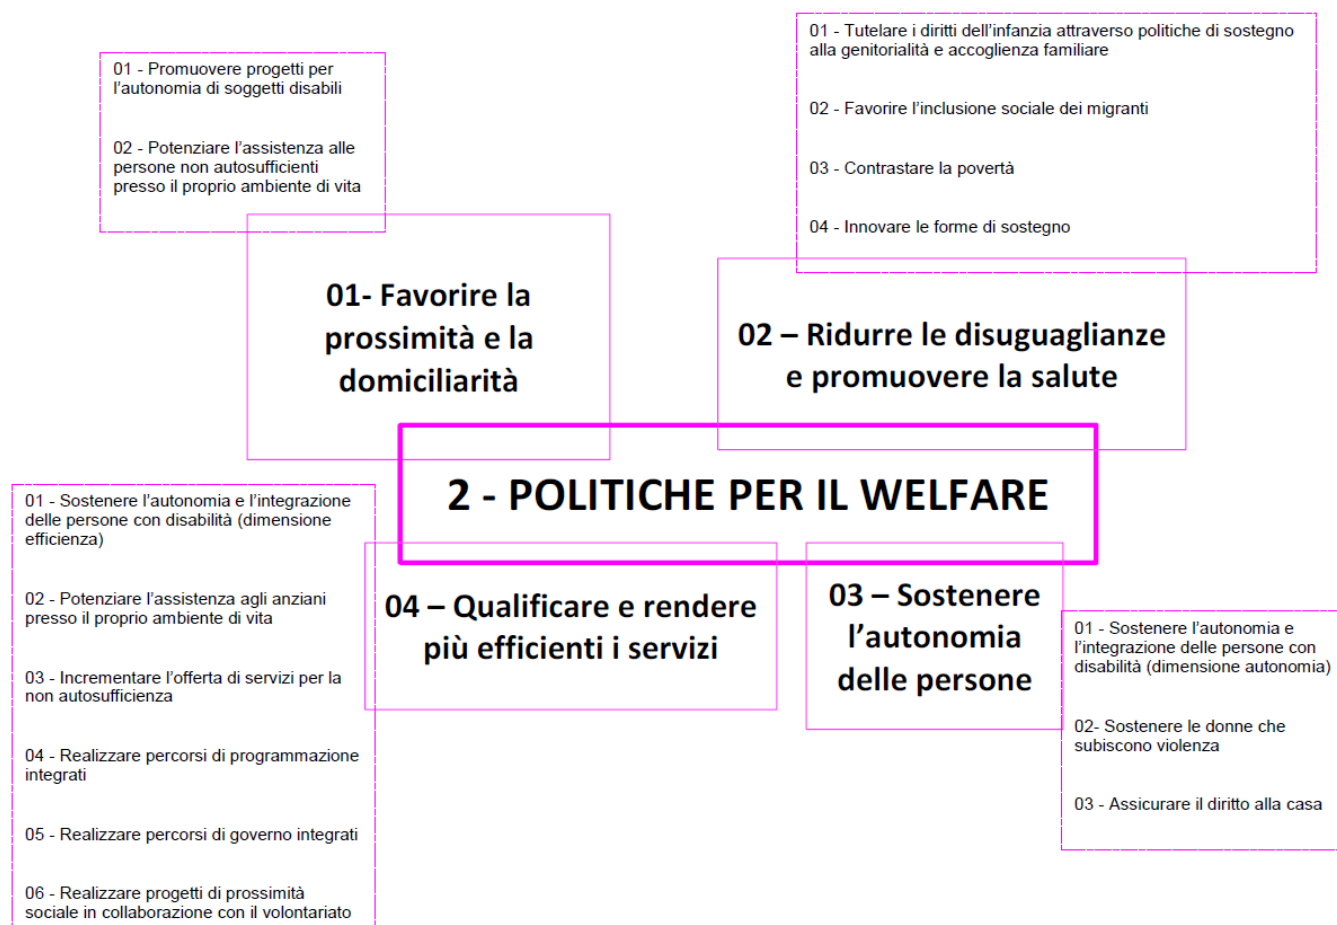 01 - Promuovere progetti per
l'autonomia di soggetti disabili
02 - Potenziare l'assistenza alle
persone non autosufficienti
presso il proprio ambiente di vita
01 - Tutelare i diritti dell'infanzia attraverso politiche di sostegno
alla genitorialità e accoglienza familiare
02 - Favorire l'inclusione sociale dei migranti
03 - Contrastare la povertà
04 - Innovare le forme di sostegno
01- Favorire la
prossimità e la
domiciliarità
02 – Ridurre le disuguaglianze
e promuovere la salute
2 - POLITICHE PER IL WELFARE
01 - Sostenere l'autonomia e l'integrazione
delle persone con disabilità (dimensione
efficienza)
02 - Potenziare l'assistenza agli anziani
presso il proprio ambiente di vita
03 - Incrementare l'offerta di servizi per la
non autosufficienza
04 - Realizzare percorsi di programmazione
integrati
05 - Realizzare percorsi di governo integrati
06 - Realizzare progetti di prossimità
sociale in collaborazione con il volontariato
04 – Qualificare e rendere
più efficienti i servizi
03 – Sostenere
l'autonomia
delle persone
01 - Sostenere l'autonomia e
l'integrazione delle persone con
disabilità (dimensione autonomia)
02- Sostenere le donne che
subiscono violenza
03 - Assicurare il diritto alla casa